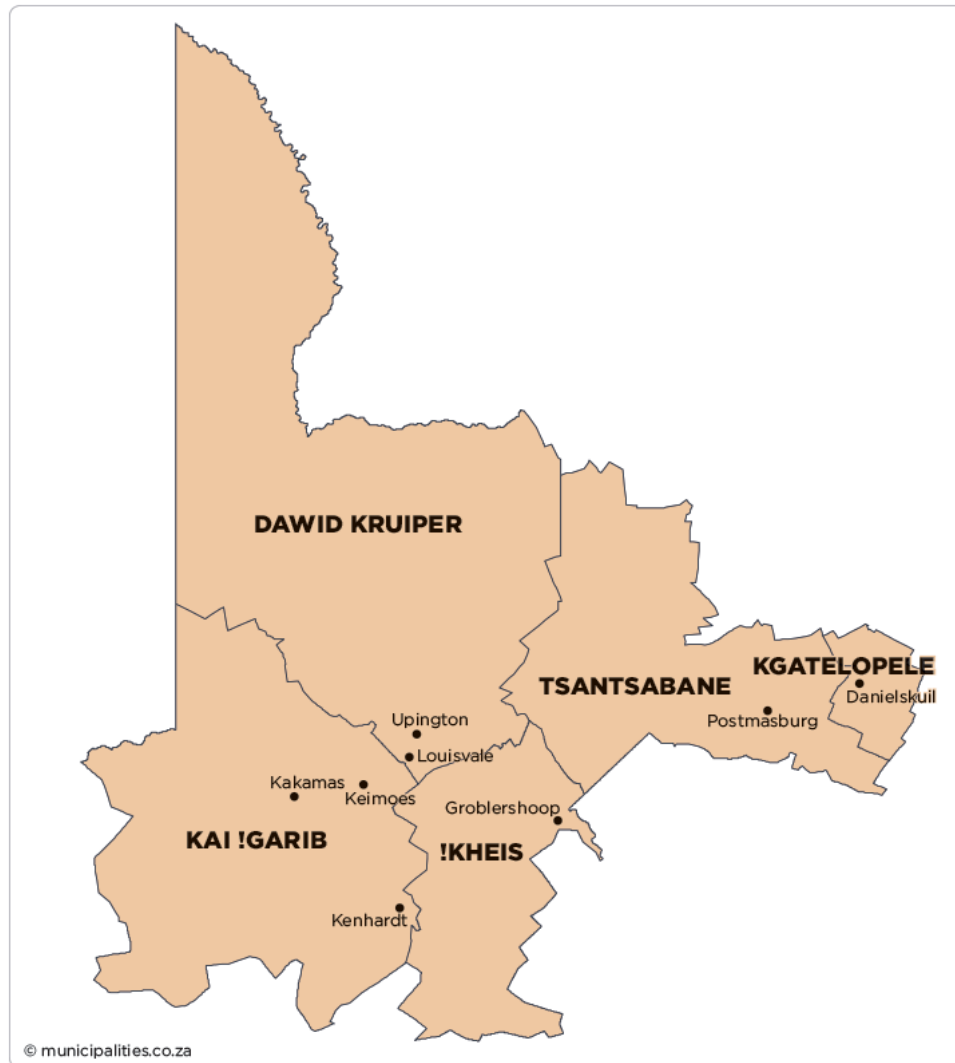 DAWID KRUIPER
KGATELOPELE
TSANTSABANE
Danielskuil
Postmasburg
Upington
Louisvale
Kakamas
Keimoes
Groblershoop
KAI !GARIB
!KHEIS
Kenhardt
© municipalities.co.za